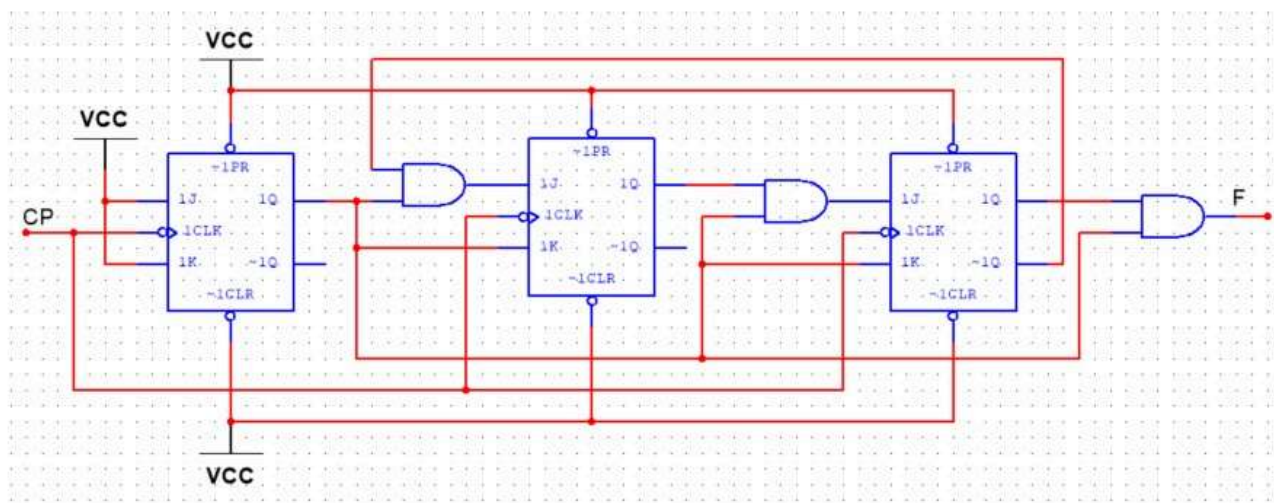 VCC
VCC
~1PR
1J 1Q
1CLK
1K ~1Q
~1CLR
~1PR
1J 1Q
1CLK
1K ~1Q
~1CLR
~1PR
1J 1Q
1CLK
1K ~1Q
~1CLR
CP
F
VCC